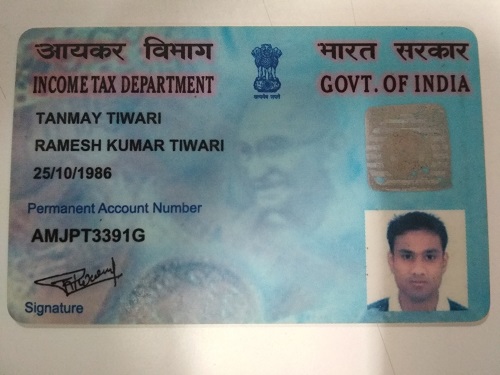 आयकर विभाग
भारत सरकार
INCOME TAX DEPARTMENT
GOVT. OF INDIA
सत्यमेव जयते
TANMAY TIWARI
RAMESH KUMAR TIWARI
25/10/1986
Permanent Account Number
AMJPT3391G
Signature